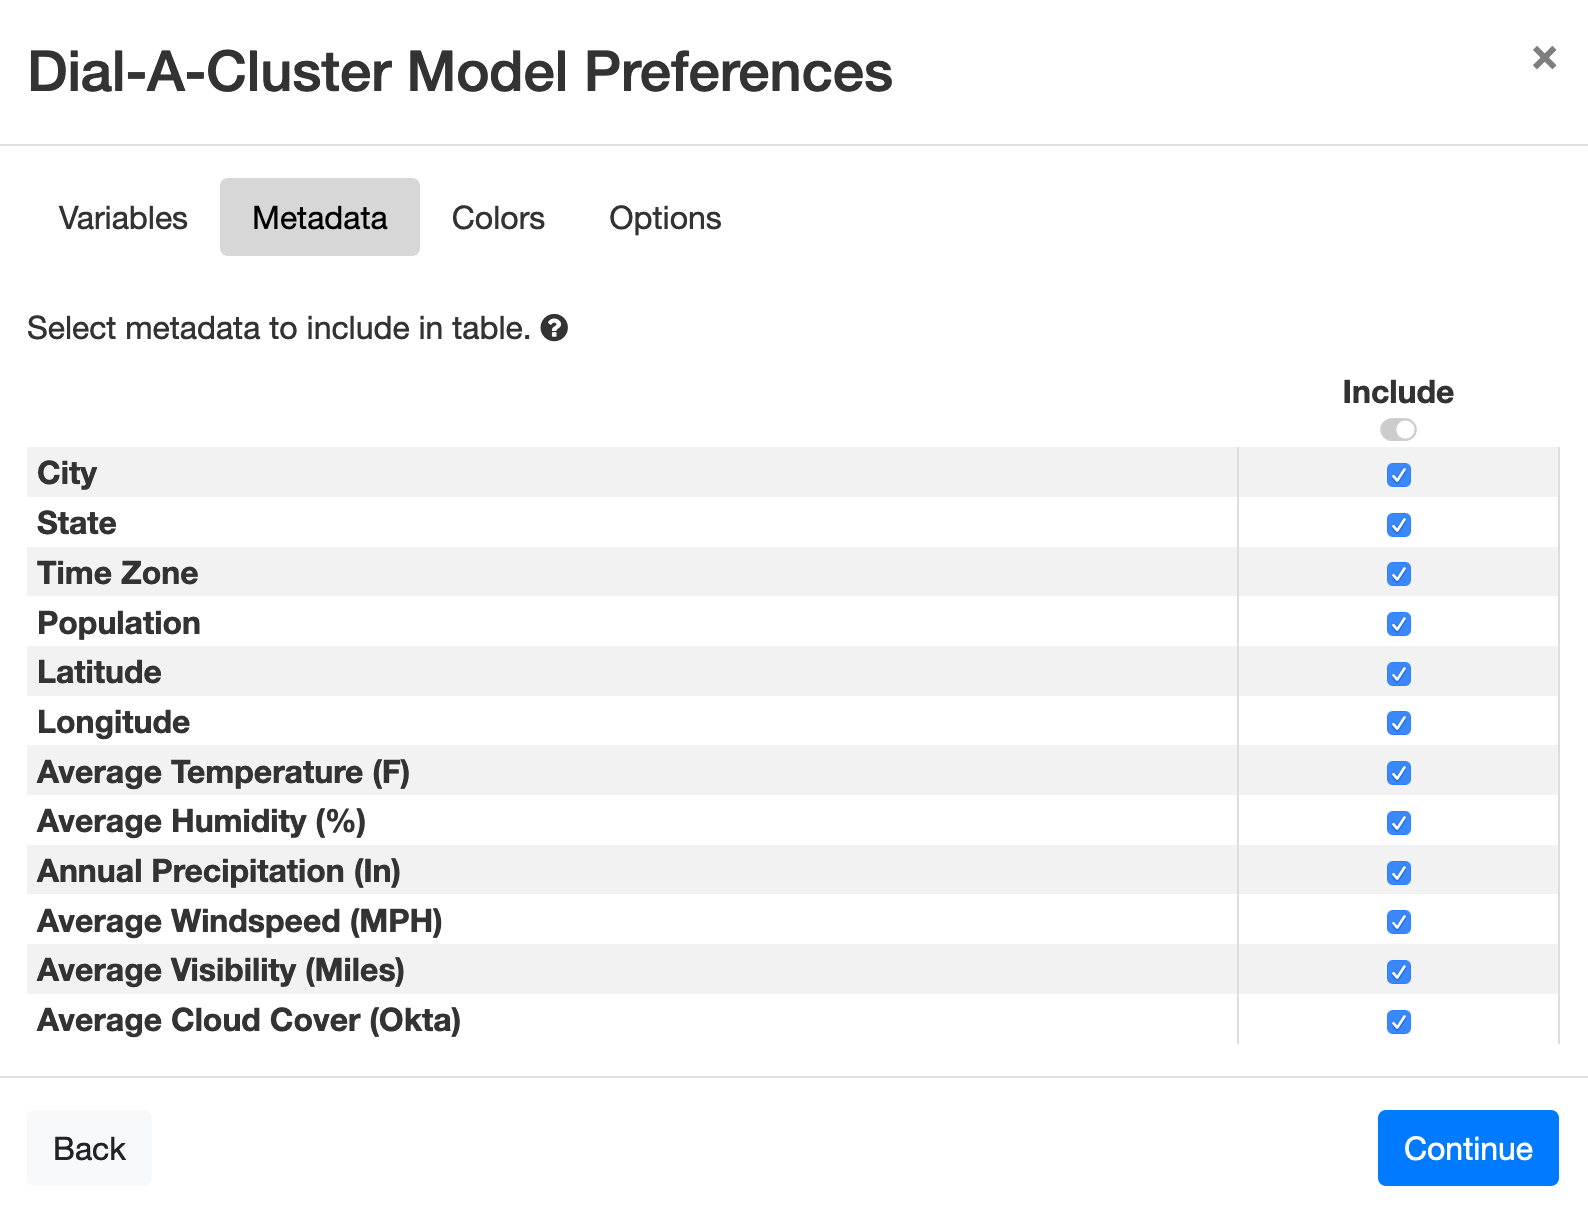 Dial-A-Cluster Model Preferences
Variables Metadata Colors Options
Select metadata to include in table.
Include
City
State
Time Zone
Population
Latitude
Longitude
Average Temperature (F)
Average Humidity (%)
Annual Precipitation (In)
Average Windspeed (MPH)
Average Visibility (Miles)
Average Cloud Cover (Okta)
Back Continue